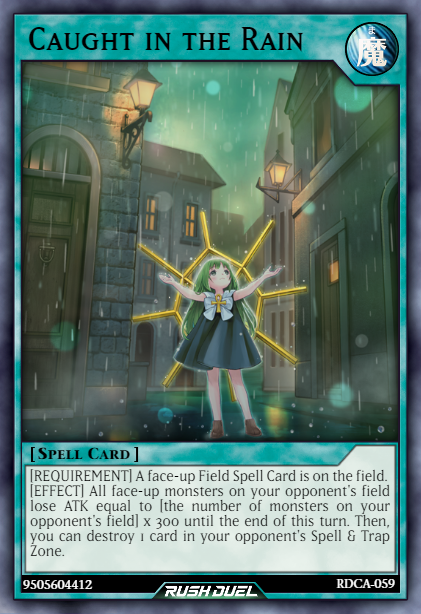 Caught in the Rain
ま
魔
[Spell Card]
[REQUIREMENT] A face-up Field Spell Card is on the field.
[EFFECT] All face-up monsters on your opponent's field
lose ATK equal to [the number of monsters on your
opponent's field] x 300 until the end of this turn. Then,
you can destroy 1 card in your opponent's Spell & Trap
Zone.
9505604412
RUSH DUEL
RDCA-059